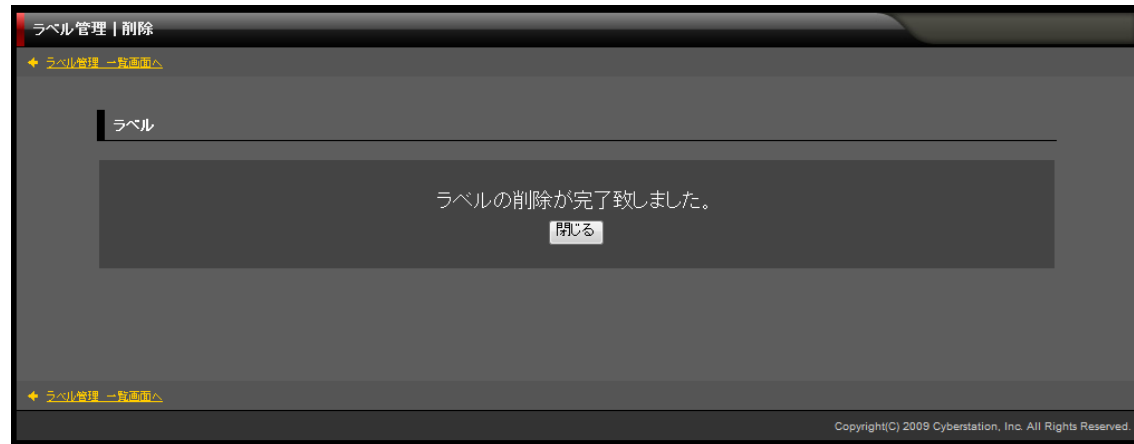 ラベル管理 | 削除
ラベル管理 一覧画面へ
ラベル
ラベルの削除が完了致しました。
閉じる
ラベル管理 一覧画面へ
Copyright(C) 2009 Cyberstation, Inc. All Rights Reserved.